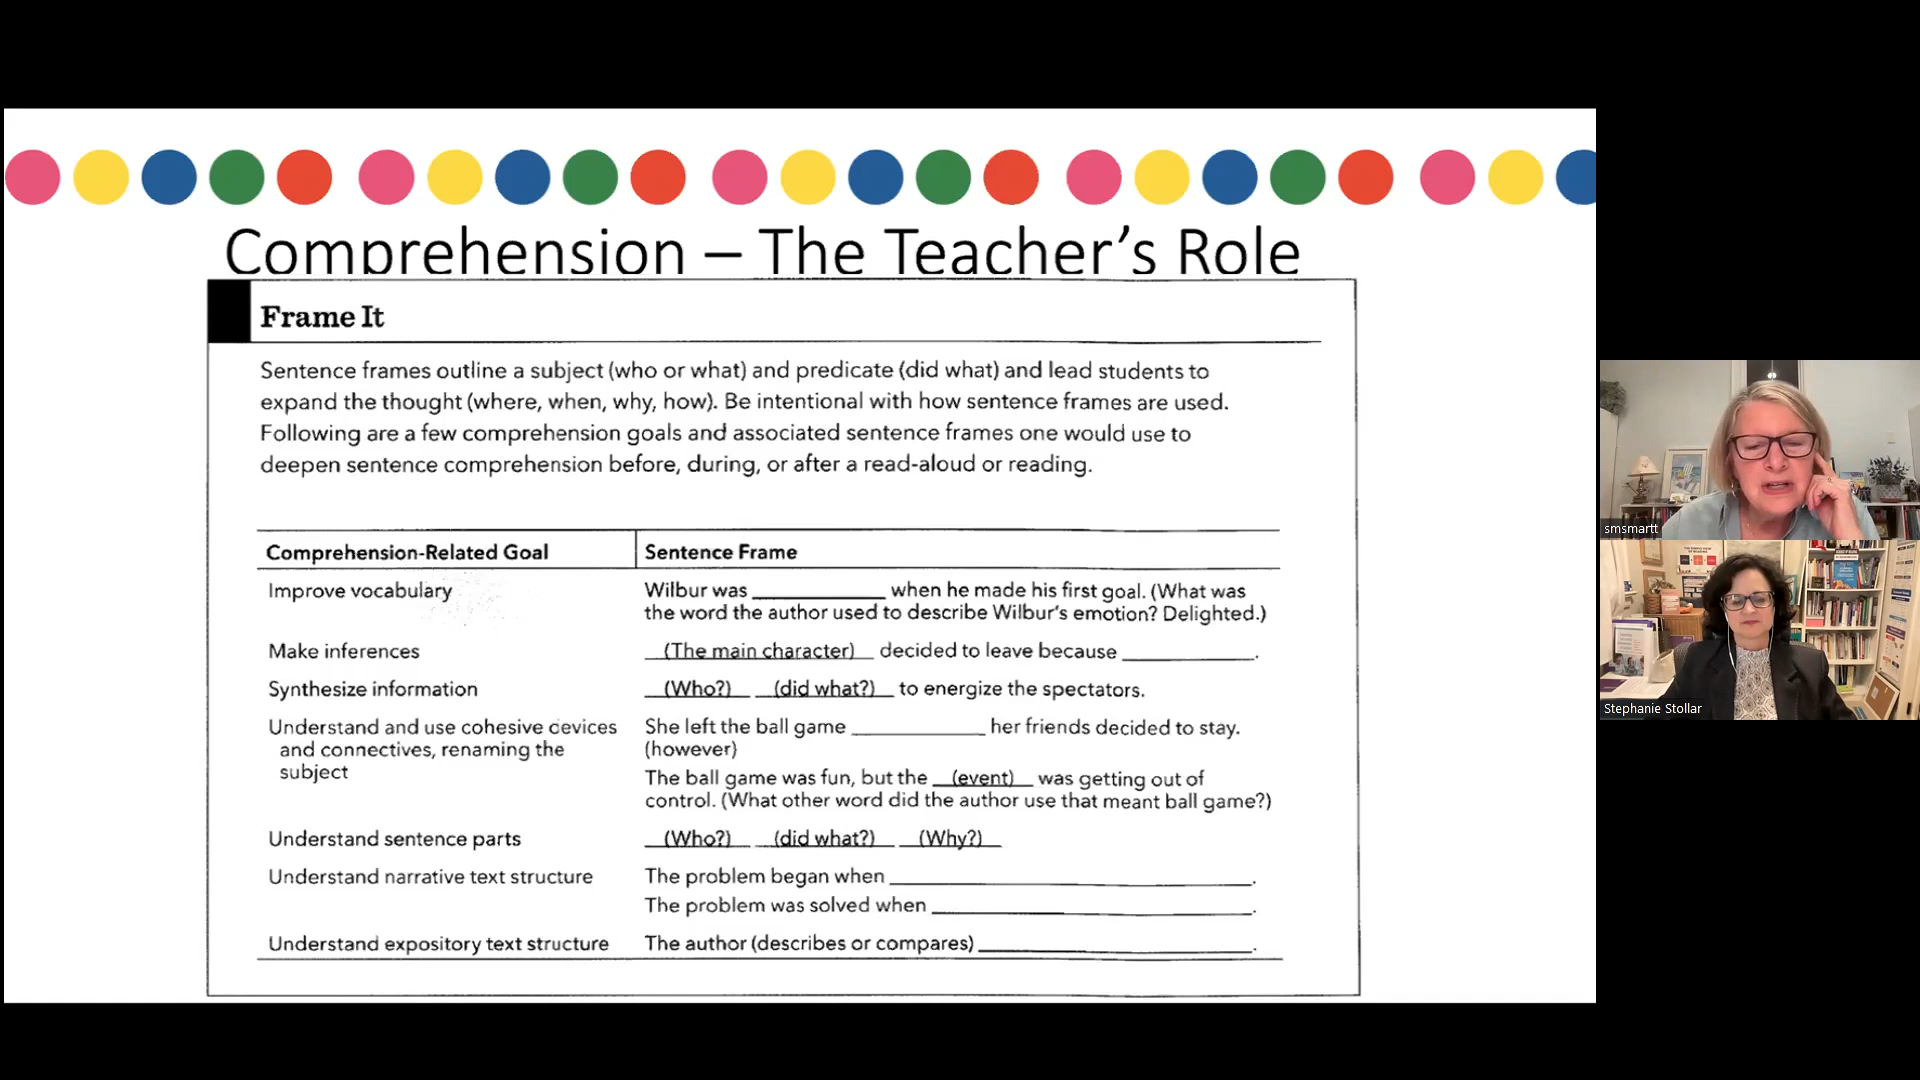 Comprehension – The Teacher's Role
Frame It
Sentence frames outline a subject (who or what) and predicate (did what) and lead students to
expand the thought (where, when, why, how). Be intentional with how sentence frames are used.
Following are a few comprehension goals and associated sentence frames one would use to
deepen sentence comprehension before, during, or after a read-aloud or reading.
Comprehension-Related Goal
Sentence Frame
Improve vocabulary
Wilbur was ____________ when he made his first goal. (What was
the word the author used to describe Wilbur's emotion? Delighted.)
Make inferences
(The main character) decided to leave because ____________.
Synthesize information
(Who?) (did what?) to energize the spectators.
Understand and use cohesive devices
and connectives, renaming the
subject
She left the ball game ____________ her friends decided to stay.
(however)
The ball game was fun, but the (event) was getting out of
control. (What other word did the author use that meant ball game?)
Understand sentence parts
(Who?) (did what?) (Why?)
Understand narrative text structure
The problem began when ____________.
The problem was solved when ____________.
Understand expository text structure
The author (describes or compares) ____________.
smsmartt
Stephanie Stollar